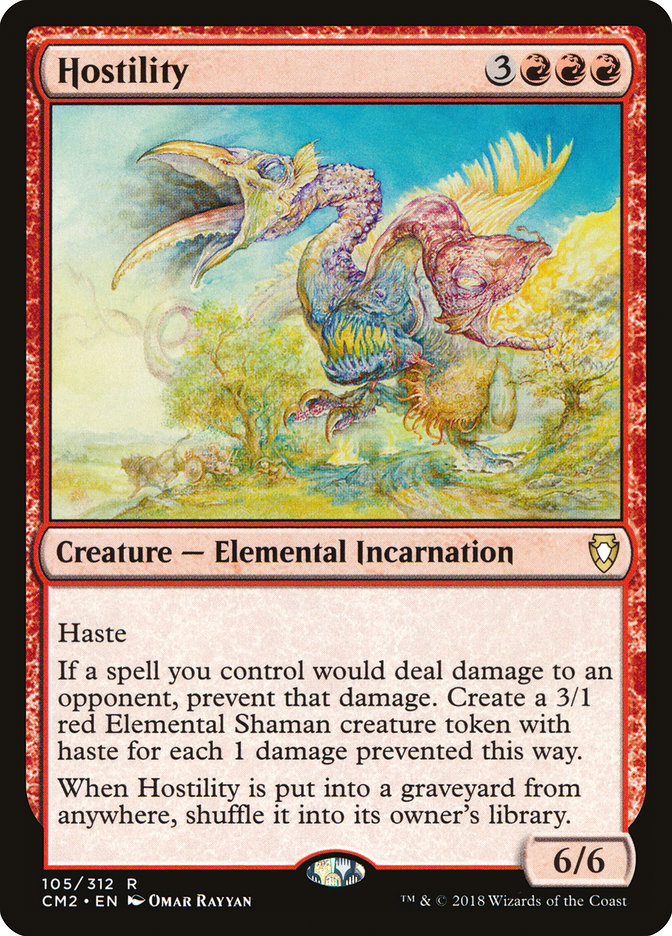 Hostility 3
Creature — Elemental Incarnation
Haste
If a spell you control would deal damage to an
opponent, prevent that damage. Create a 3/1
red Elemental Shaman creature token with
haste for each 1 damage prevented this way.
When Hostility is put into a graveyard from
anywhere, shuffle it into its owner's library.
6/6
105/312 R
CM2 • EN Omar Rayyan ™ & © 2018 Wizards of the Coast